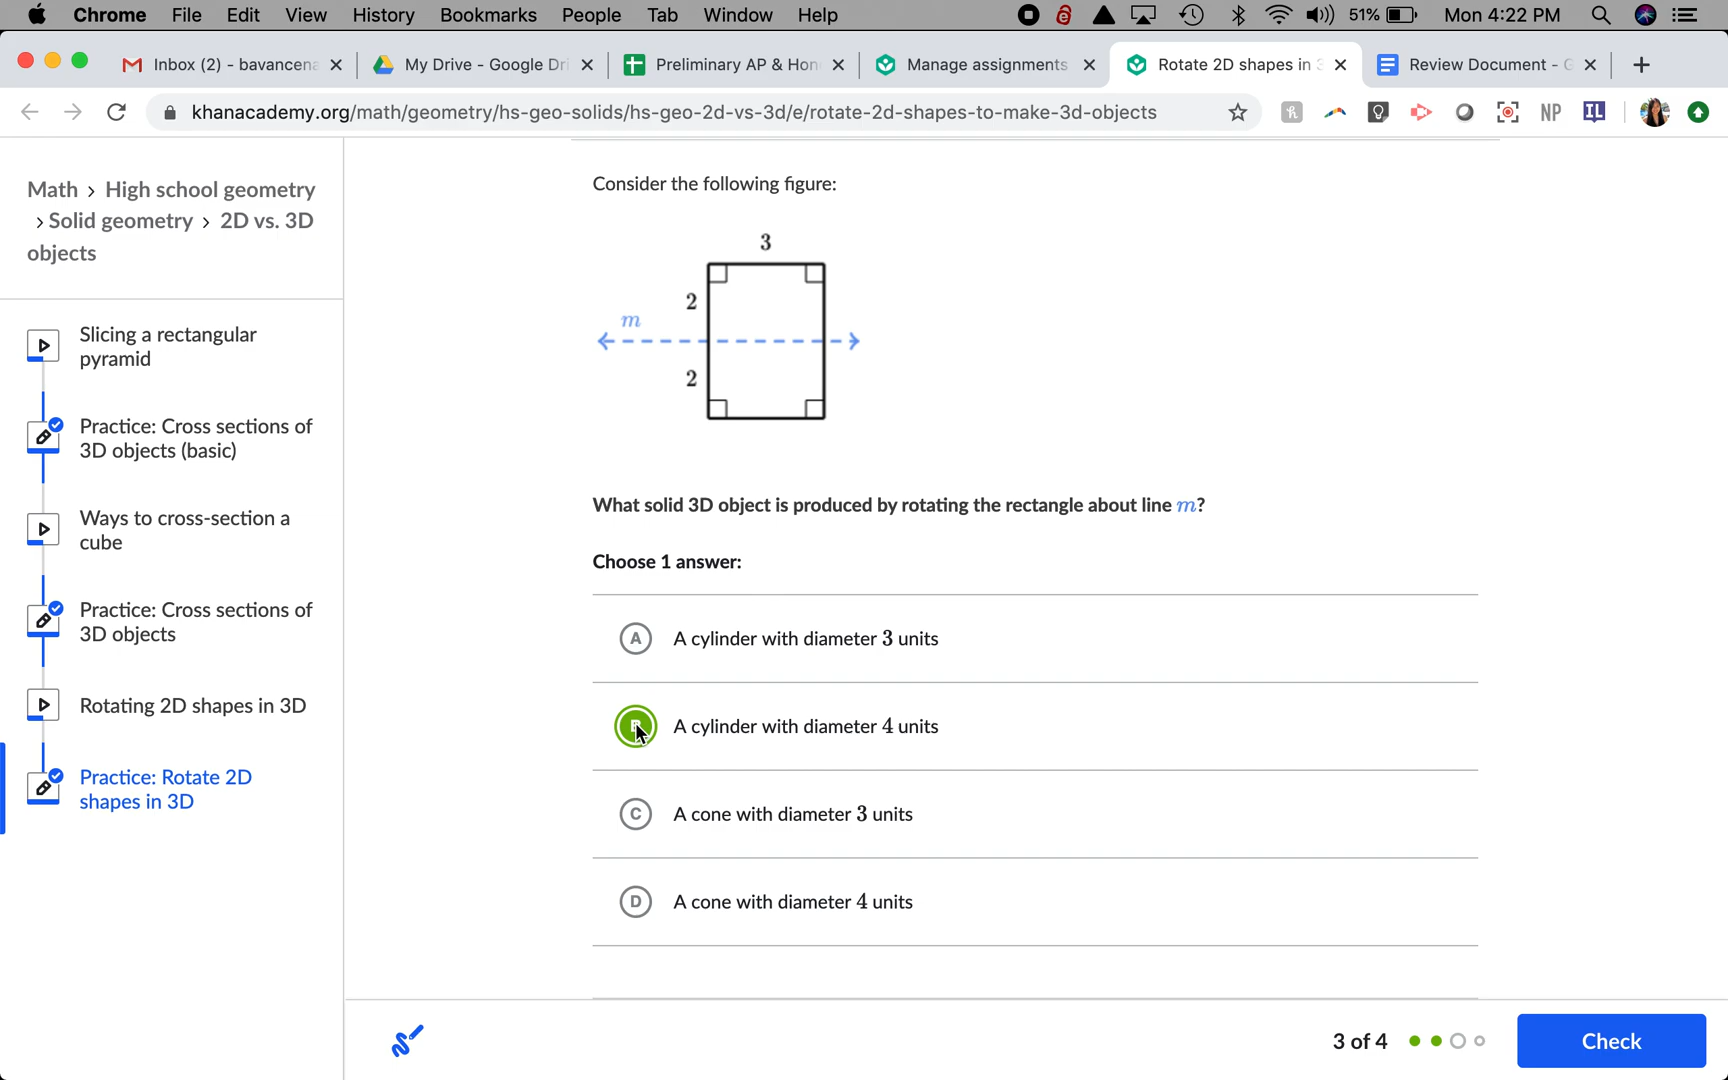 Chrome File Edit View History Bookmarks People Tab Window Help 51% Mon 4:22 PM
Inbox (2) - bavancena My Drive - Google Dri Preliminary AP & Hon Manage assignments Rotate 2D shapes in 3 Review Document - G
khanacademy.org/math/geometry/hs-geo-solids/hs-geo-2d-vs-3d/e/rotate-2d-shapes-to-make-3d-objects NP IL
Math > High school geometry
> Solid geometry > 2D vs. 3D
objects
Slicing a rectangular
pyramid
Practice: Cross sections of
3D objects (basic)
Ways to cross-section a
cube
Practice: Cross sections of
3D objects
Rotating 2D shapes in 3D
Practice: Rotate 2D
shapes in 3D
Consider the following figure:
3
2
m
2
What solid 3D object is produced by rotating the rectangle about line m?
Choose 1 answer:
A A cylinder with diameter 3 units
B A cylinder with diameter 4 units
C A cone with diameter 3 units
D A cone with diameter 4 units
3 of 4
Check